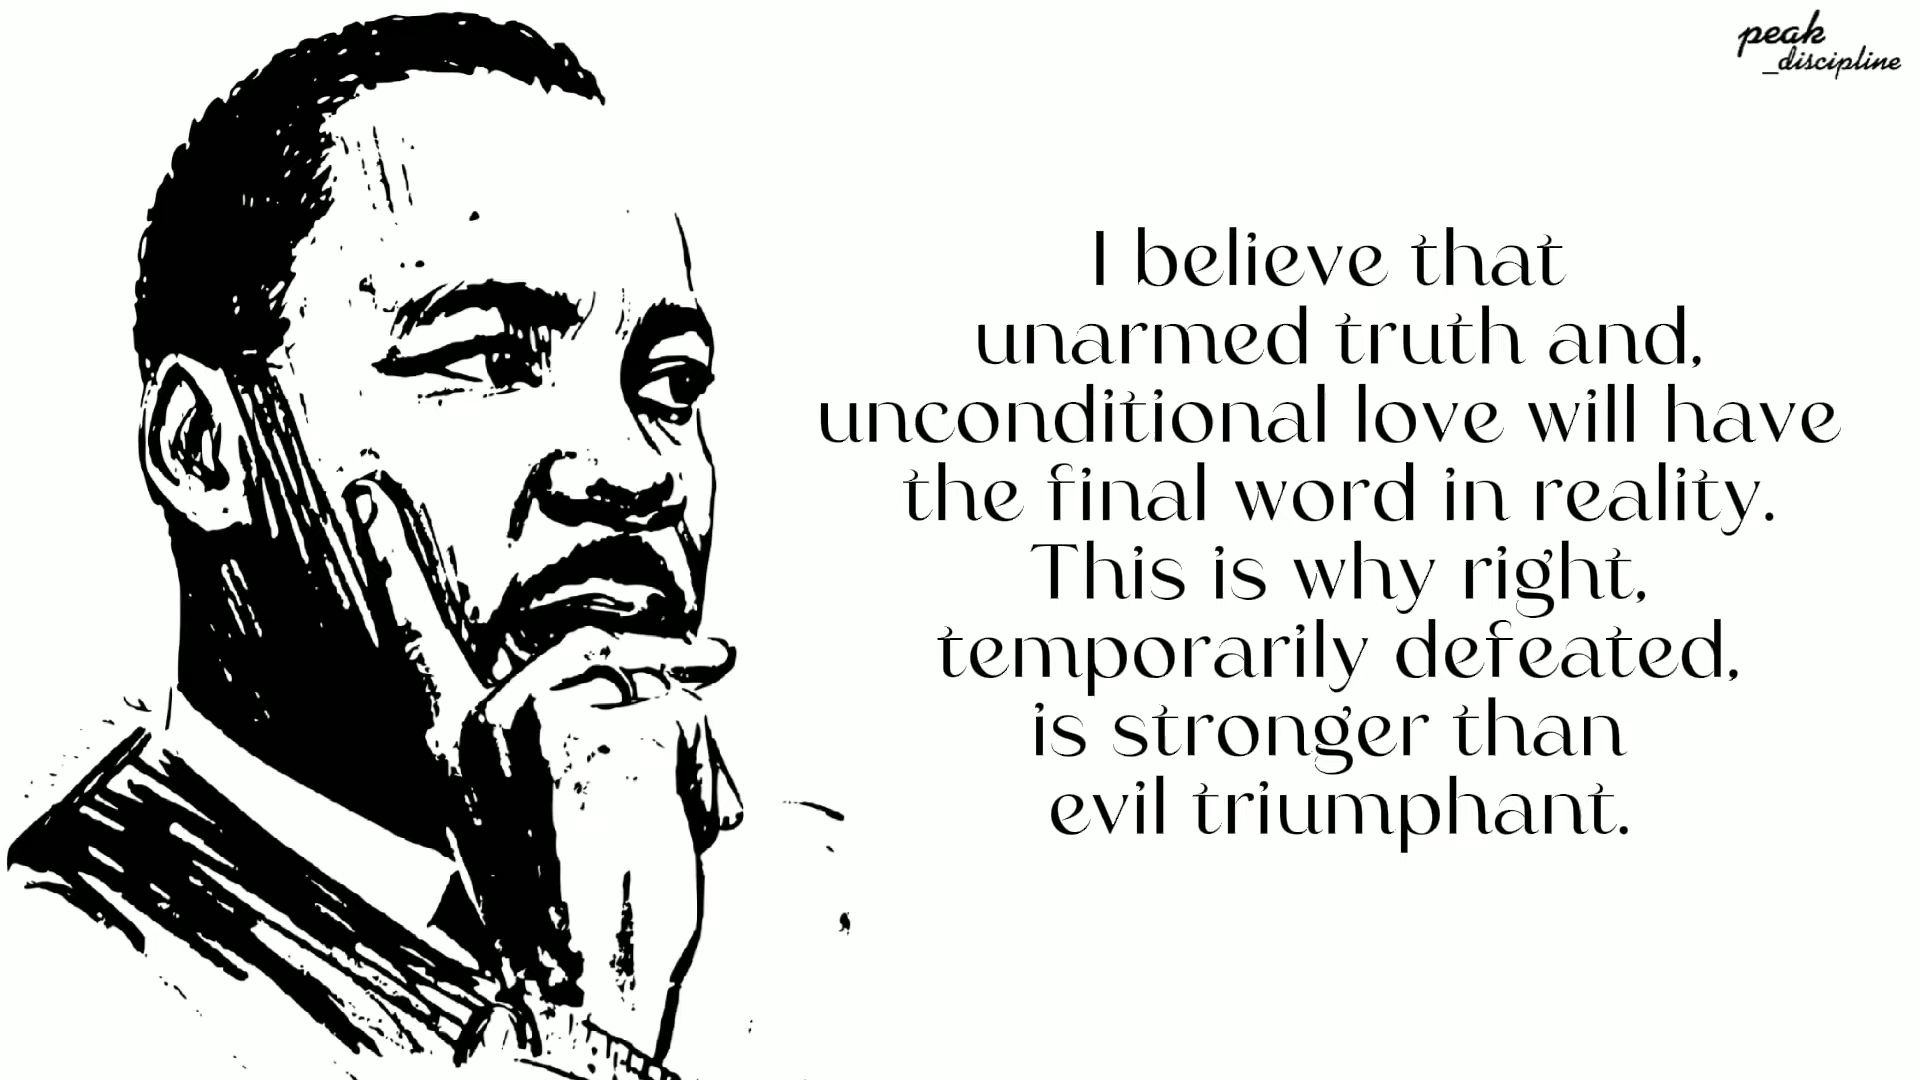 peak
_discipline
I believe that
unarmed truth and,
unconditional love will have
the final word in reality.
This is why right,
temporarily defeated,
is stronger than
evil triumphant.